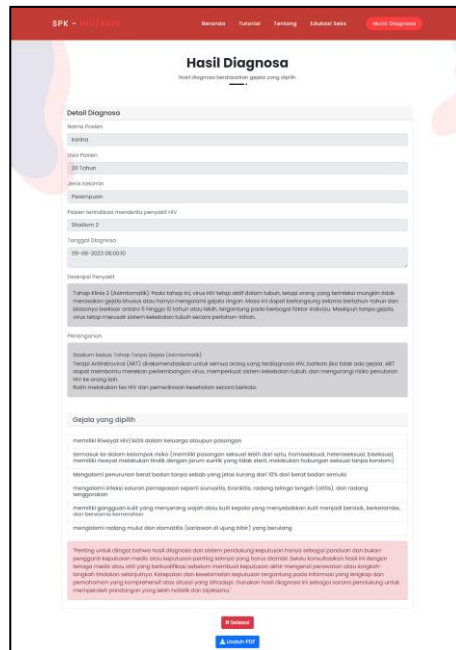 SPK - HIV/AIDS
Beranda Tutorial Tentang Edukasi Seks Mulai Diagnosa
Hasil Diagnosa
Hasil diagnosa berdasarkan gejala yang dipilih.
Detail Diagnosa
Nama Pasien
karina
Usia Pasien
20 Tahun
Jenis Kelamin
Perempuan
Pasien terindikasi menderita penyakit HIV
Stadium 2
Tanggal Diagnosa
05-08-2023 08:00:10
Deskripsi Penyakit
Tahap Klinis 2 (Asimtomatik): Pada tahap ini, virus HIV tetap aktif dalam tubuh, tetapi orang yang terinfeksi mungkin tidak
merasakan gejala khusus atau hanya mengalami gejala ringan. Masa ini dapat berlangsung selama bertahun-tahun dan
biasanya berkisar antara 5 hingga 10 tahun atau lebih, tergantung pada berbagai faktor individu. Meskipun tanpa gejala,
virus tetap merusak sistem kekebalan tubuh secara perlahan-lahan.
Penanganan
Stadium Kedua: Tahap Tanpa Gejala (Asimtomatik)
Terapi Antiretroviral (ART) direkomendasikan untuk semua orang yang terdiagnosis HIV, bahkan jika tidak ada gejala. ART
dapat membantu menekan perkembangan virus, memperkuat sistem kekebalan tubuh, dan mengurangi risiko penularan
HIV ke orang lain.
Rutin melakukan tes HIV dan pemeriksaan kesehatan secara berkala.
Gejala yang dipilih
memiliki Riwayat HIV/AIDS dalam keluarga ataupun pasangan
termasuk ke dalam kelompok risiko (memiliki pasangan seksual lebih dari satu, homoseksual, heteroseksual, biseksual,
memiliki riwayat melakukan tindik dengan jarum suntik yang tidak steril, melakukan hubungan seksual tanpa kondom)
Mengalami penurunan berat badan tanpa sebab yang jelas kurang dari 10% dari berat badan semula
mengalami infeksi saluran pernapasan seperti sinusitis, bronkitis, radang telinga tengah (otitis), dan radang
tenggorokan
memiliki gangguan kulit yang menyerang wajah atau kulit kepala yang menyebabkan kulit menjadi bersisik, berketombe,
dan berwarna kemerahan
mengalami radang mulut dan stomatitis (sariawan di ujung bibir) yang berulang
"Penting untuk diingat bahwa hasil diagnosa dari sistem pendukung keputusan hanya sebagai panduan dan bukan
pengganti keputusan medis atau keputusan penting lainnya yang harus diambil. Selalu konsultasikan hasil ini dengan
tenaga medis atau ahli yang berkualifikasi sebelum membuat keputusan akhir mengenai perawatan atau langkah-
langkah tindakan selanjutnya. Ketepatan dan keselamatan keputusan tergantung pada informasi yang lengkap dan
pemahaman yang komprehensif atas situasi yang dihadapi. Gunakan hasil diagnosa ini sebagai sarana pendukung untuk
memperoleh pandangan yang lebih holistik dan bijaksana."
Selesai
Unduh PDF